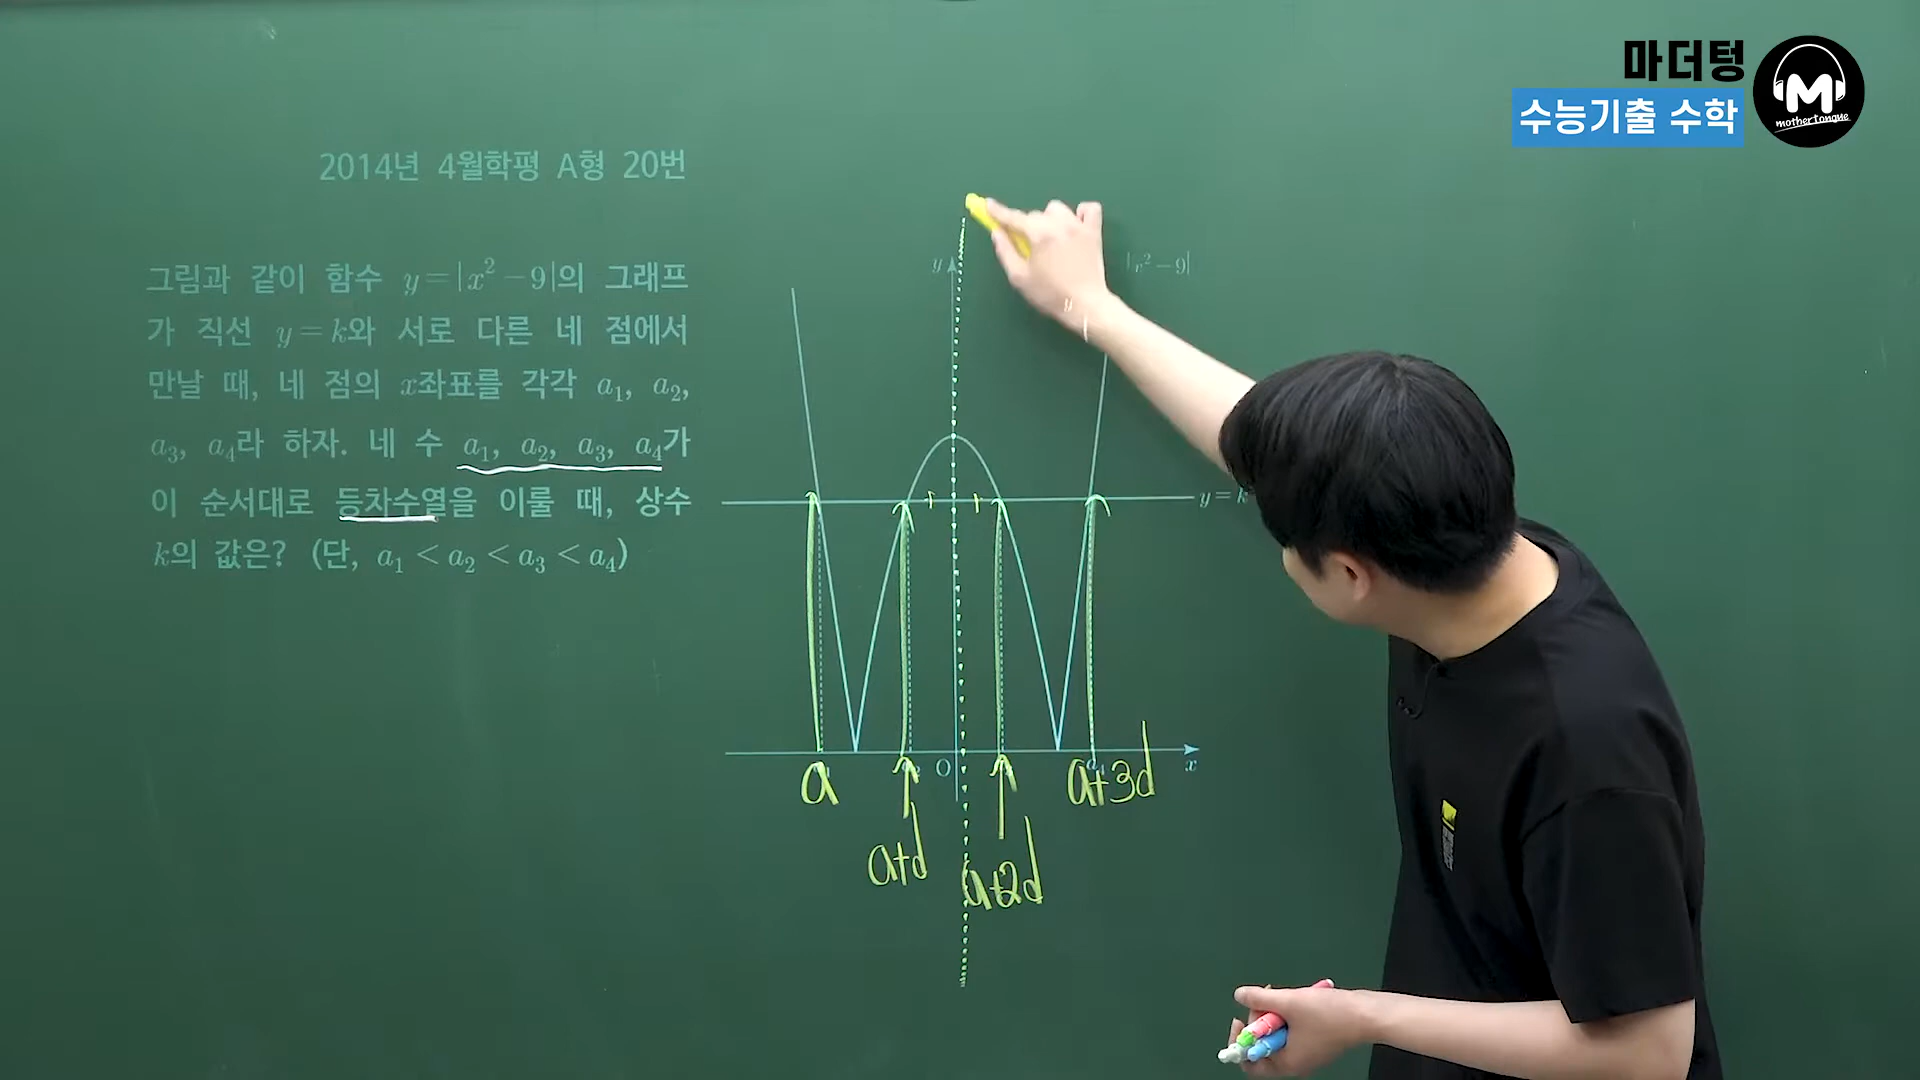 마더텅
수능기출 수학
M
mothertongue
2014년 4월학평 A형 20번
그림과 같이 함수 y=|x²-9|의 그래프
가 직선 y=k와 서로 다른 네 점에서
만날 때, 네 점의 x좌표를 각각 a₁, a₂,
a₃, a₄라 하자. 네 수 a₁, a₂, a₃, a₄가
이 순서대로 등차수열을 이룰 때, 상수
k의 값은? (단, a₁<a₂<a₃<a₄)
y
x²-9|
y=k
O
x
a
a+3d
a+d
a+2d